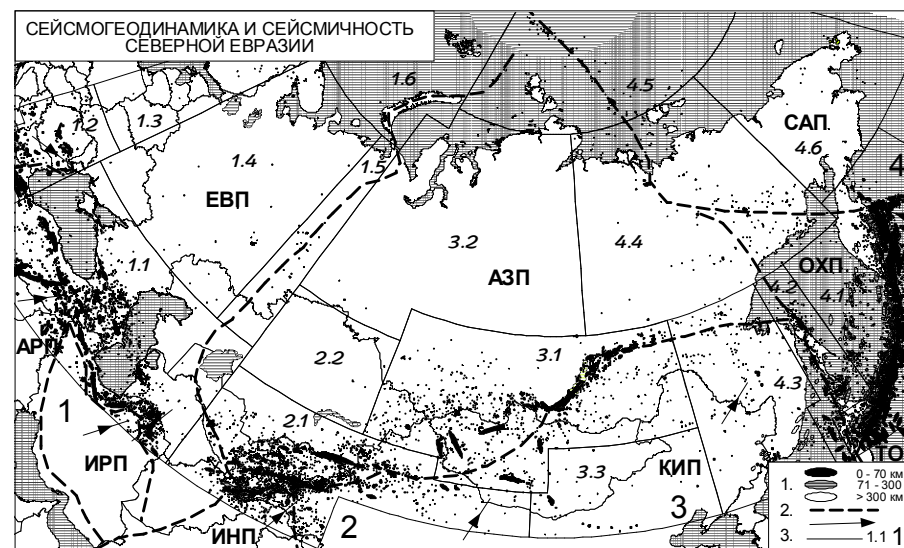 СЕЙСМОГЕОДИНАМИКА И СЕЙСМИЧНОСТЬ
СЕВЕРНОЙ ЕВРАЗИИ
1.6
4.5
САП
1.2
1.3
4.6
1.4
1.5
4
ЕВП
3.2
4.4
АЗП
ОХП
1.1
4.2
4.1
АРП
2.2
3.1
4.3
1
2.1
ИРП
3.3
КИП
ТО
ИНП
2
3
1.
0 - 70 км
71 - 300
> 300 км
2.
3.
1.1 1